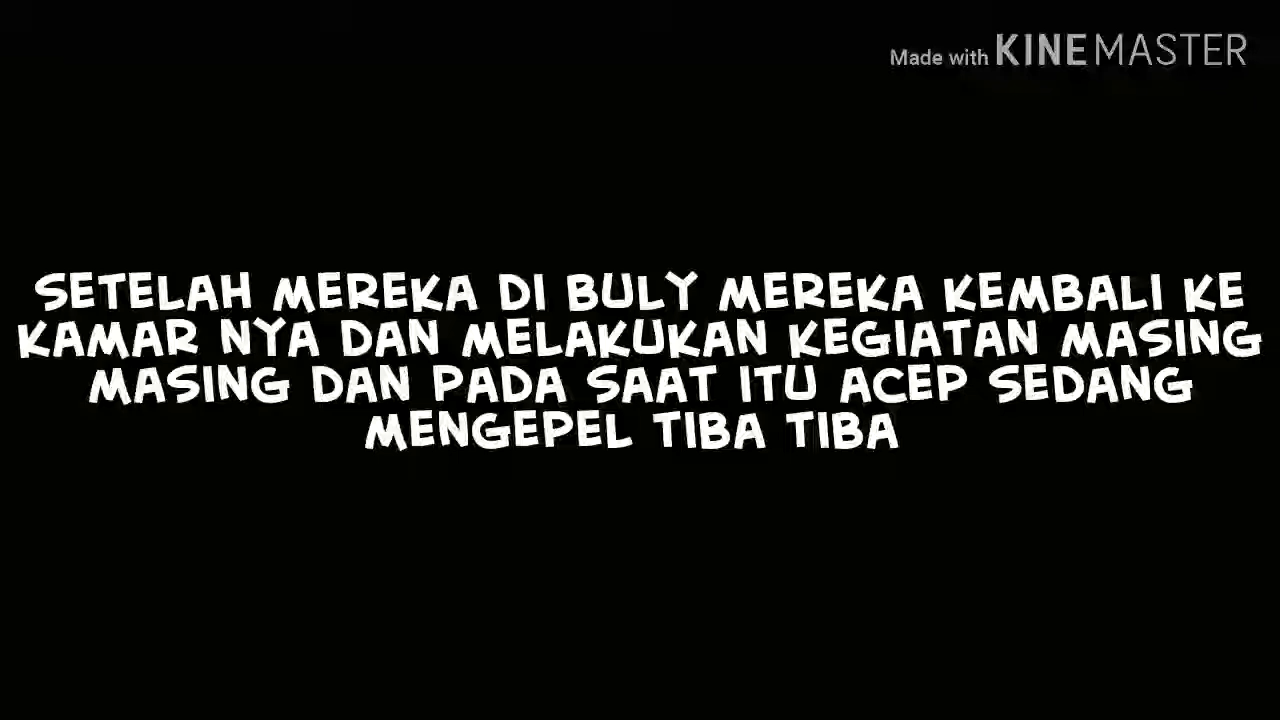 Made with KINEMASTER
SETELAH MEREKA DI BULY MEREKA KEMBALI KE
KAMAR NYA DAN MELAKUKAN KEGIATAN MASING
MASING DAN PADA SAAT ITU ACEP SEDANG
MENGEPEL TIBA TIBA